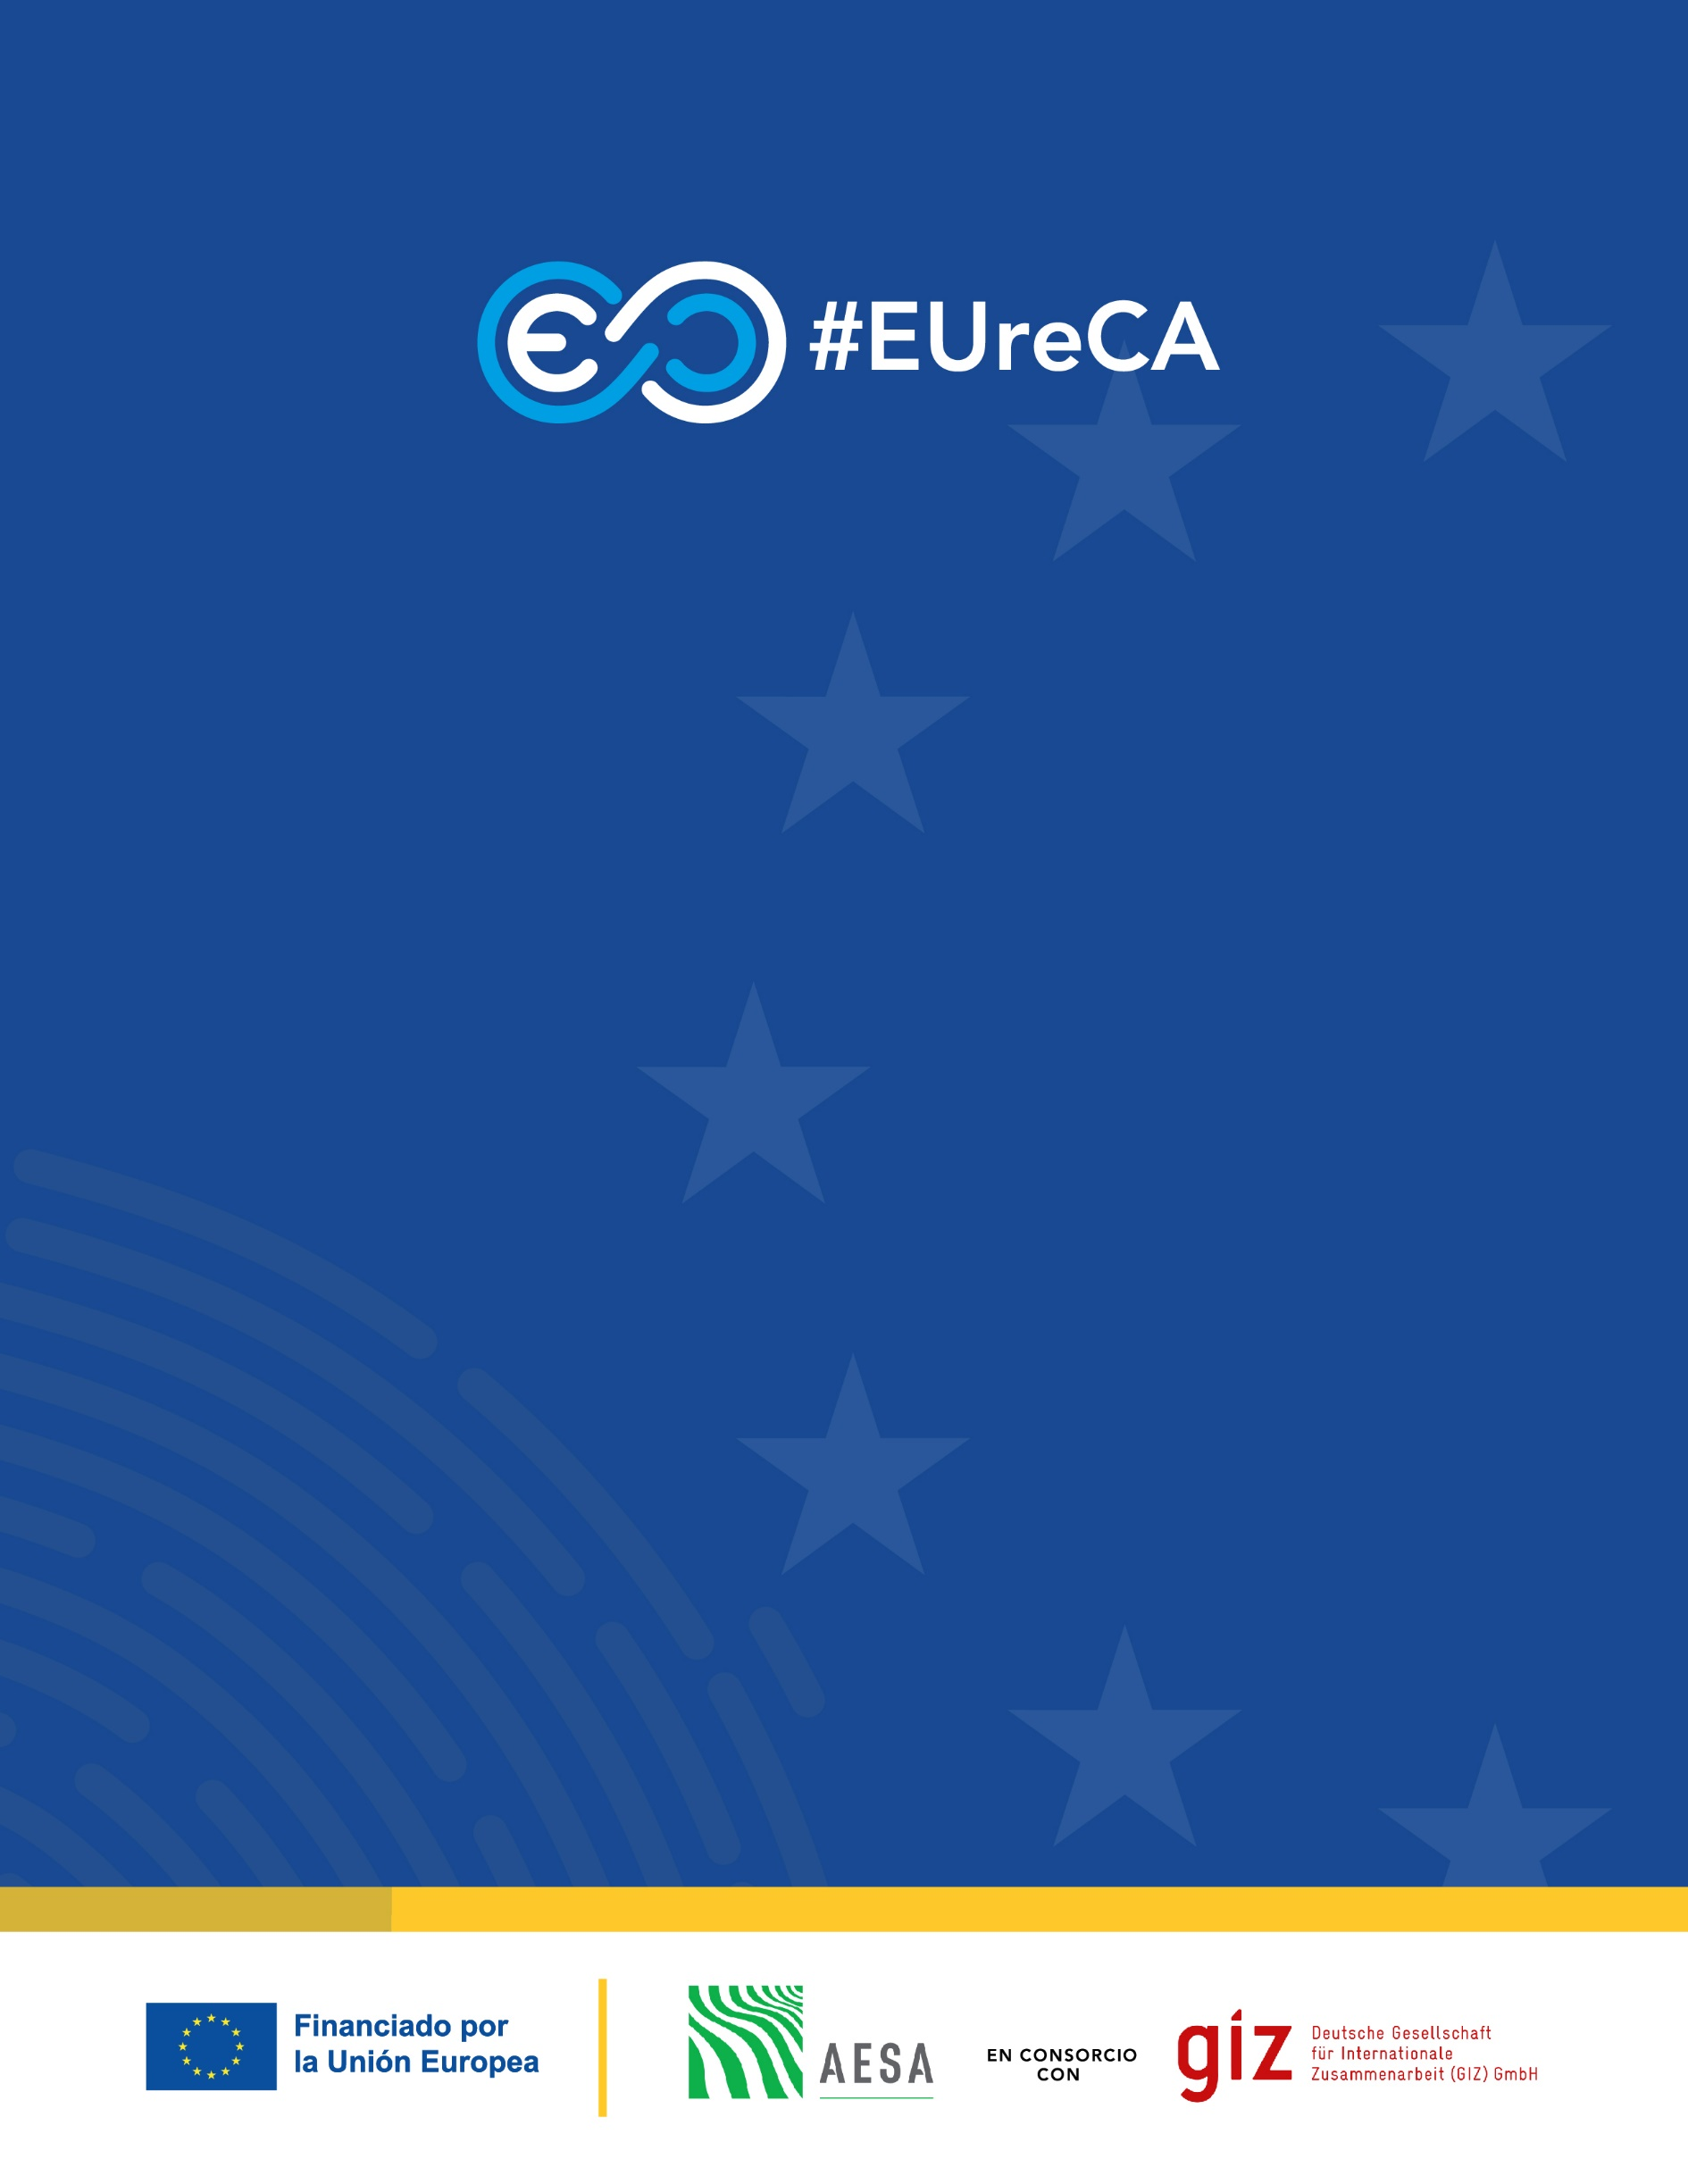 #EUreCA
Financiado por
la Unión Europea
AESA
EN CONSORCIO
CON
giz
Deutsche Gesellschaft
für Internationale
Zusammenarbeit (GIZ) GmbH